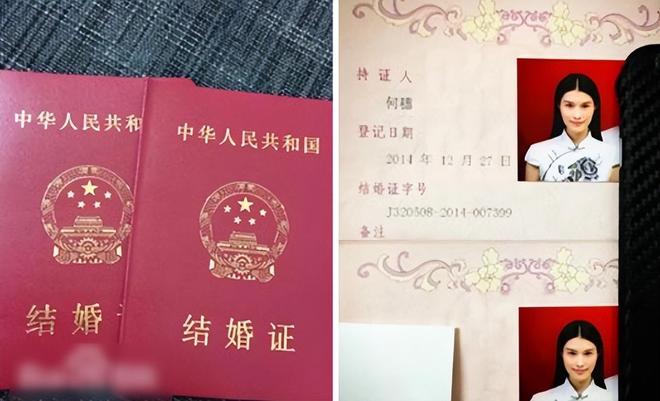 中华人民共和
结婚
中华人民共和国
结婚证
持证人
何穗
登记日期
2014 年 12 月 27 日
结婚证字号
J320508-2014-007399
备注